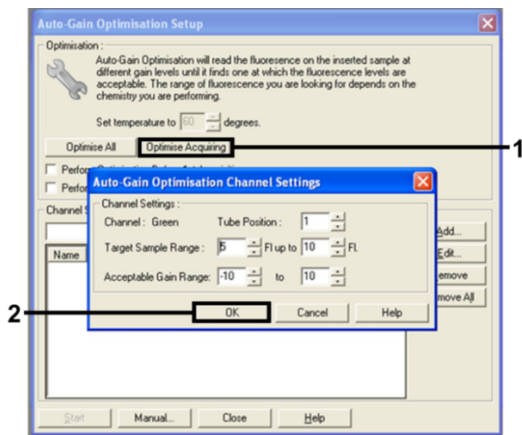 Auto-Gain Optimisation Setup
Optimisation :
Auto-Gain Optimisation will read the fluoresence on the inserted sample at
different gain levels until it finds one at which the fluorescence levels are
acceptable. The range of fluorescence you are looking for depends on the
chemistry you are performing.
Set temperature to 60 degrees.
Optimise All Optimise Acquiring
1
Auto-Gain Optimisation Channel Settings
Channel Settings :
Channel : Green Tube Position : 1
Target Sample Range : 5 Fl up to 10 Fl.
Acceptable Gain Range: -10 to 10
OK Cancel Help
2
Name
Add...
Edit...
Start Manual... Close Help